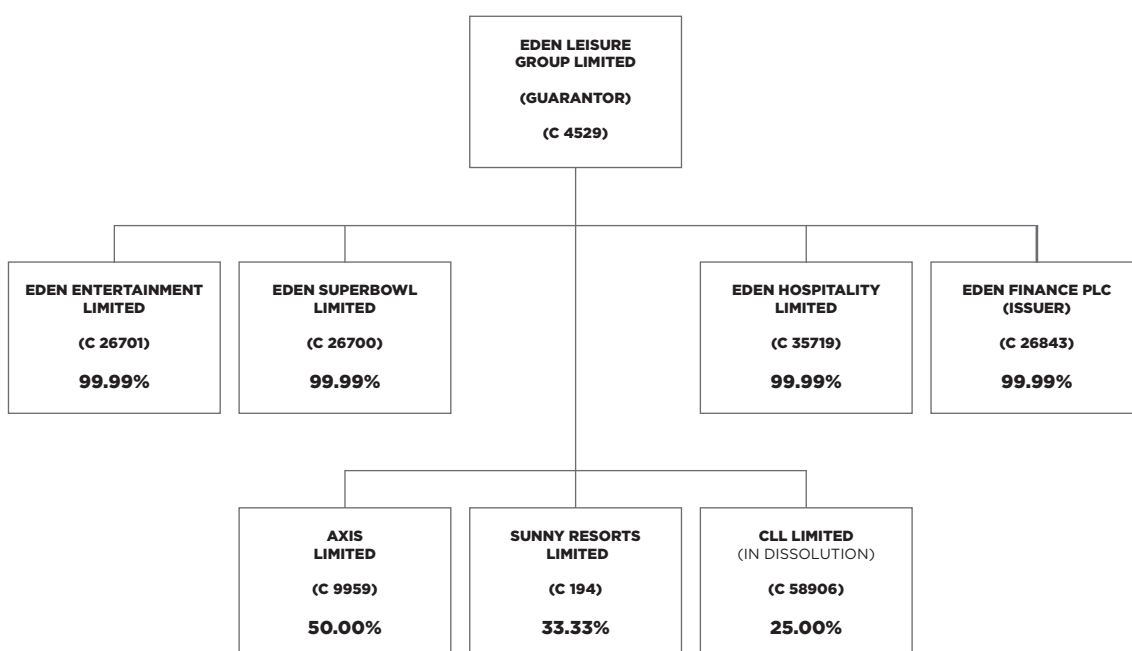 EDEN LEISURE
GROUP LIMITED
(GUARANTOR)
(C 4529)
EDEN ENTERTAINMENT
LIMITED
(C 26701)
99.99%
EDEN SUPERBOWL
LIMITED
(C 26700)
99.99%
EDEN HOSPITALITY
LIMITED
(C 35719)
99.99%
EDEN FINANCE PLC
(ISSUER)
(C 26843)
99.99%
AXIS
LIMITED
(C 9959)
50.00%
SUNNY RESORTS
LIMITED
(C 194)
33.33%
CLL LIMITED
(IN DISSOLUTION)
(C 58906)
25.00%